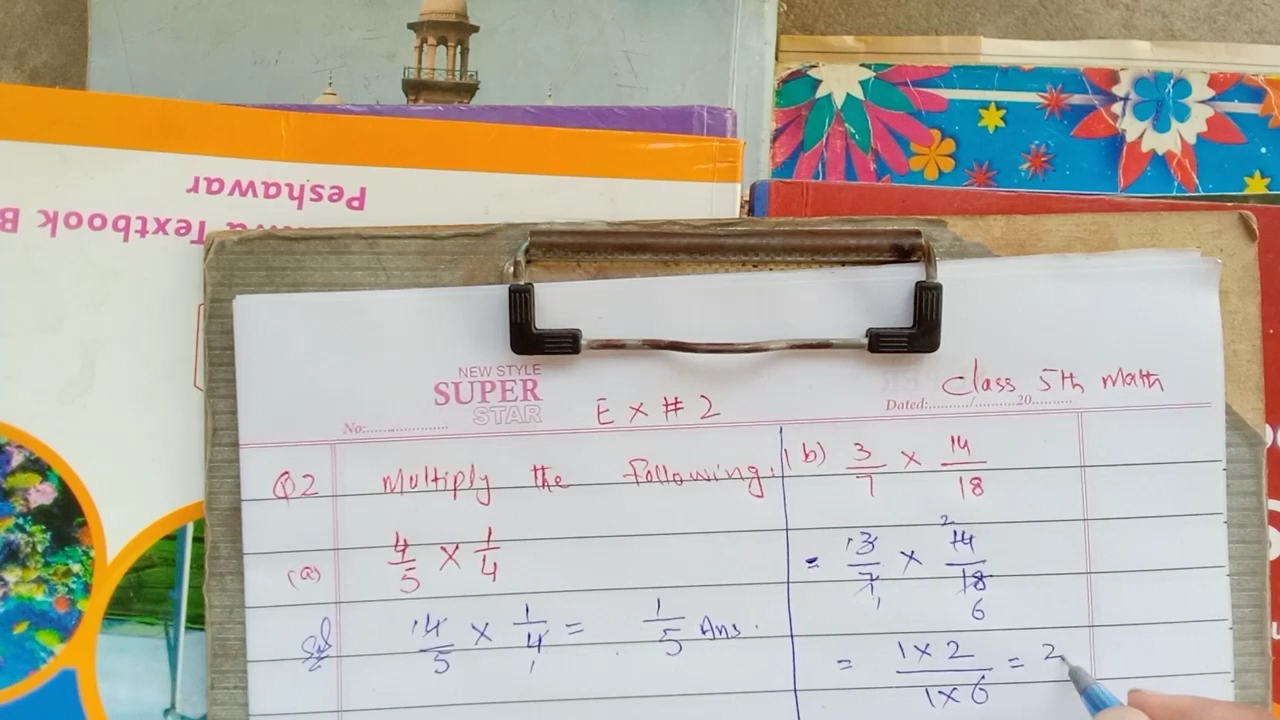 Peshawar
Textbook B
NEW STYLE
SUPER
STAR
No:
Ex # 2
Class 5th Math
Dated:........../..........20..........
Q2 Multiply the following.
(a) 4/5 × 1/4
Sol 4/5 × 1/4 = 1/5 Ans.
b) 3/7 × 14/18
= 3/7 × 14/18
= 1×2/1×6 = 2